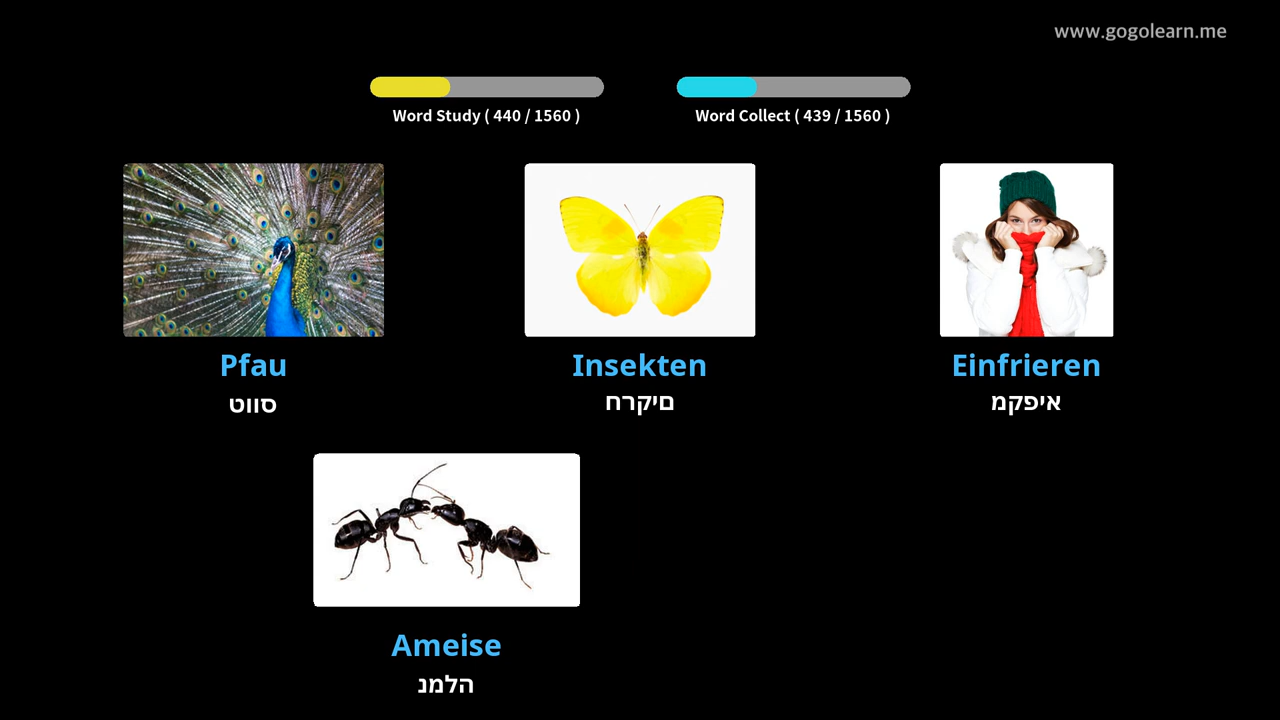 www.gogolearn.me
Word Study ( 440 / 1560 )
Word Collect ( 439 / 1560 )
Pfau
סווט
Insekten
םיקרח
Einfrieren
איפקמ
Ameise
הלמנ